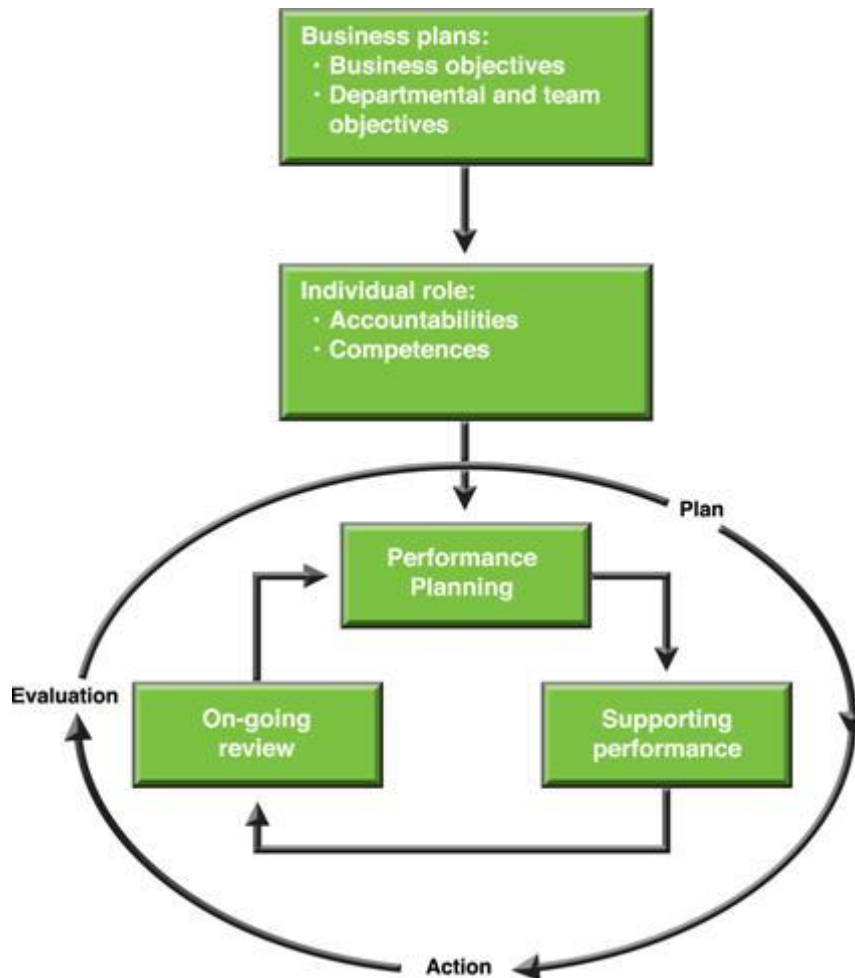 Business plans:
· Business objectives
· Departmental and team
objectives
Individual role:
· Accountabilities
· Competences
Plan
Performance
Planning
Evaluation
On-going
review
Supporting
performance
Action